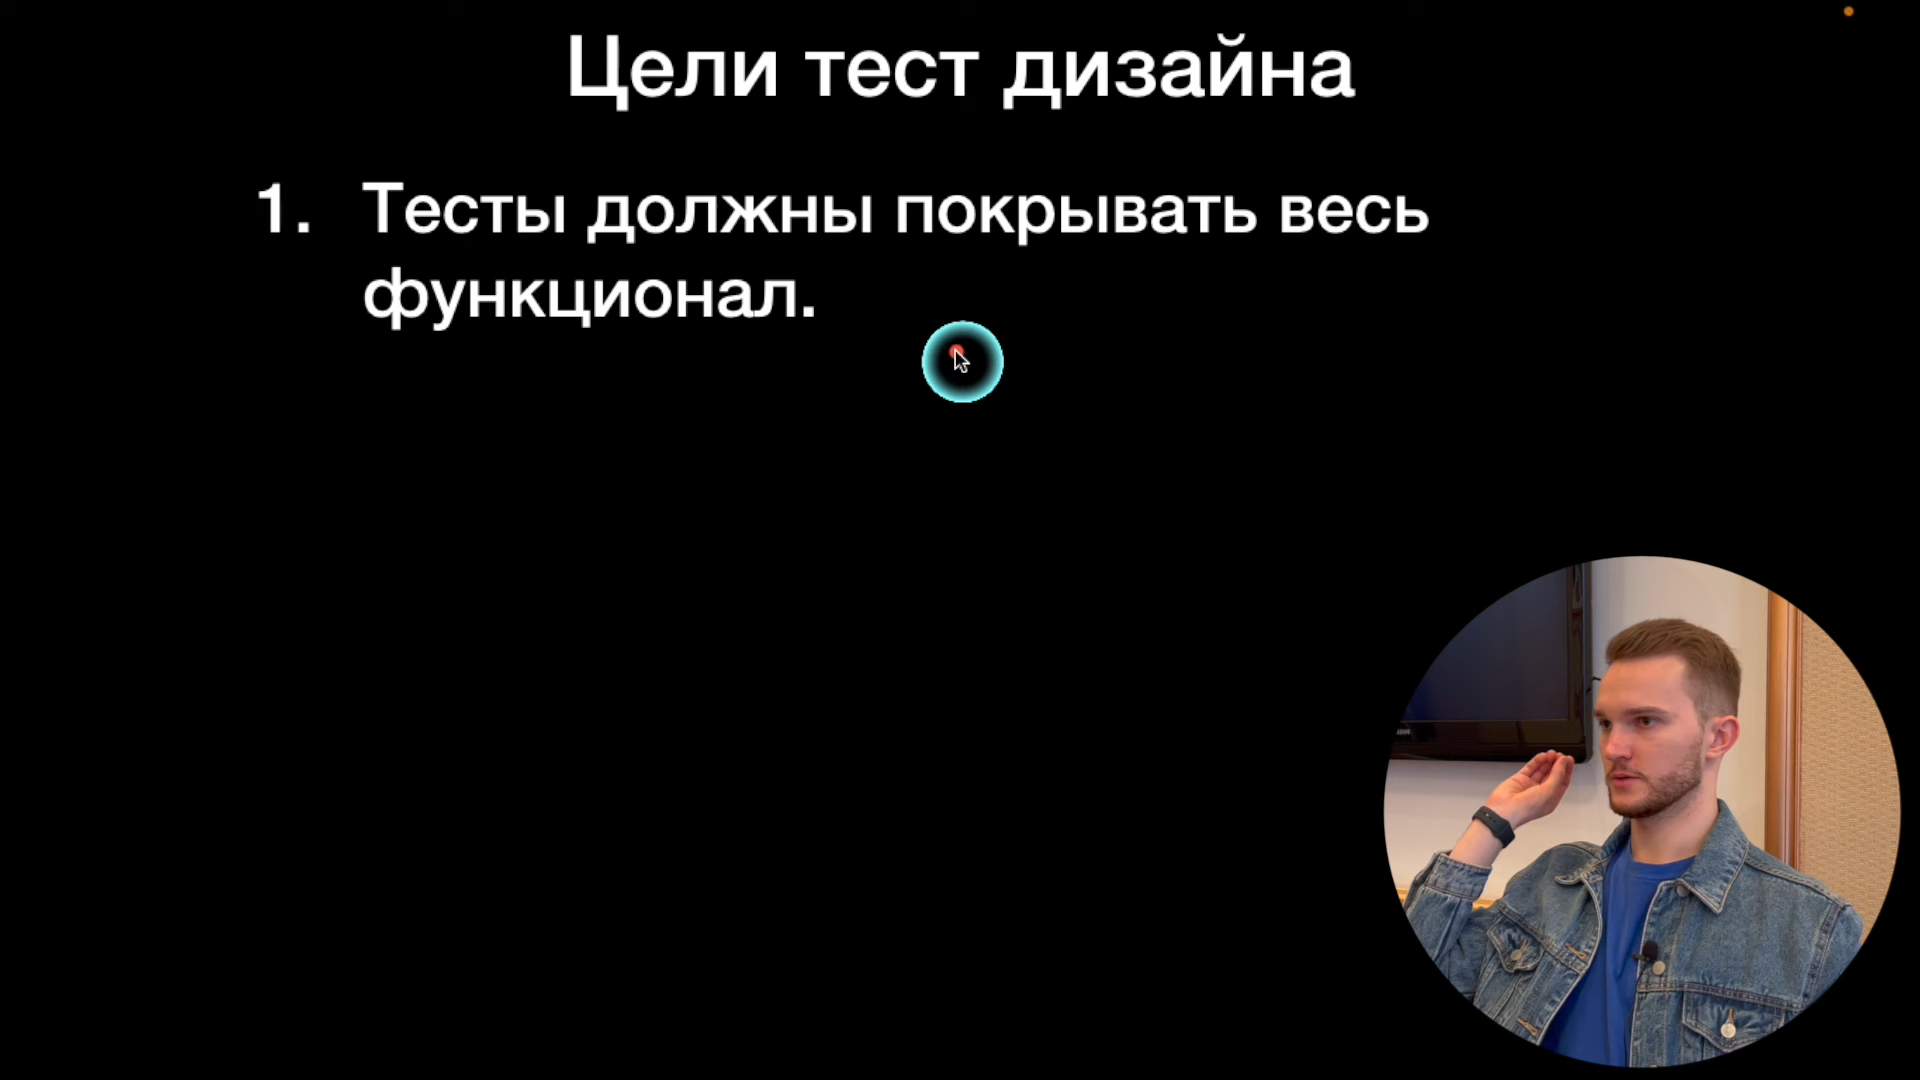 Цели тест дизайна
1. Тесты должны покрывать весь
функционал.